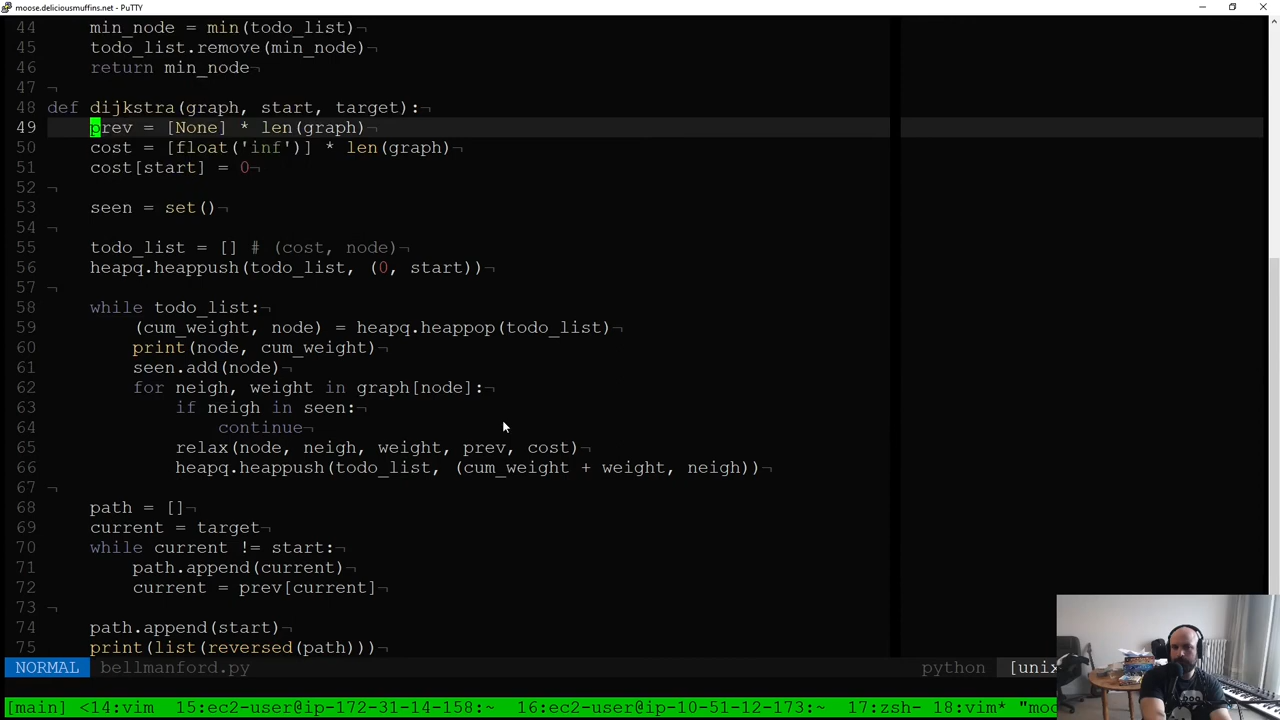 moose.deliciousmuffins.net - PuTTY
44 min_node = min(todo_list)¬
45 todo_list.remove(min_node)¬
46 return min_node¬
47 ¬
48 def dijkstra(graph, start, target):¬
49 prev = [None] * len(graph)¬
50 cost = [float('inf')] * len(graph)¬
51 cost[start] = 0¬
52 ¬
53 seen = set()¬
54 ¬
55 todo_list = [] # (cost, node)¬
56 heapq.heappush(todo_list, (0, start))¬
57 ¬
58 while todo_list:¬
59 (cum_weight, node) = heapq.heappop(todo_list)¬
60 print(node, cum_weight)¬
61 seen.add(node)¬
62 for neigh, weight in graph[node]:¬
63 if neigh in seen:¬
64 continue¬
65 relax(node, neigh, weight, prev, cost)¬
66 heapq.heappush(todo_list, (cum_weight + weight, neigh))¬
67 ¬
68 path = []¬
69 current = target¬
70 while current != start:¬
71 path.append(current)¬
72 current = prev[current]¬
73 ¬
74 path.append(start)¬
75 print(list(reversed(path)))¬
NORMAL bellmanford.py python [unix
[main] <14:vim 15:ec2-user@ip-172-31-14-158:~ 16:ec2-user@ip-10-51-12-173:~ 17:zsh- 18:vim* "moo